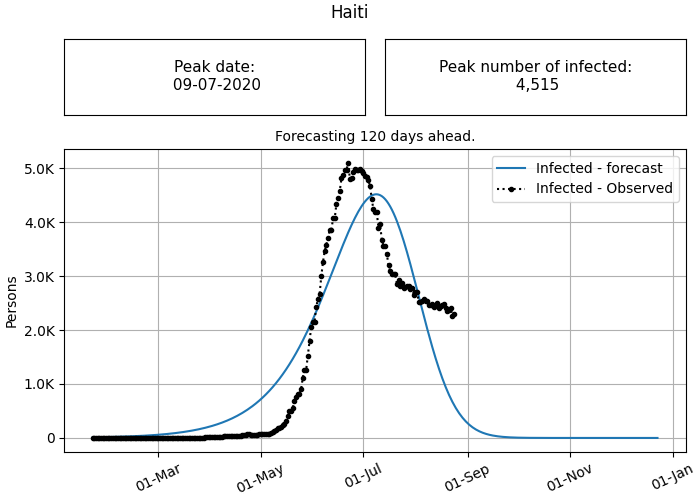 Haiti
Peak date:
09-07-2020
Peak number of infected:
4,515
Forecasting 120 days ahead.
Infected - forecast
Infected - Observed
5.0K
4.0K
3.0K
2.0K
1.0K
0
Persons
01-Mar
01-May
01-Jul
01-Sep
01-Nov
01-Jan